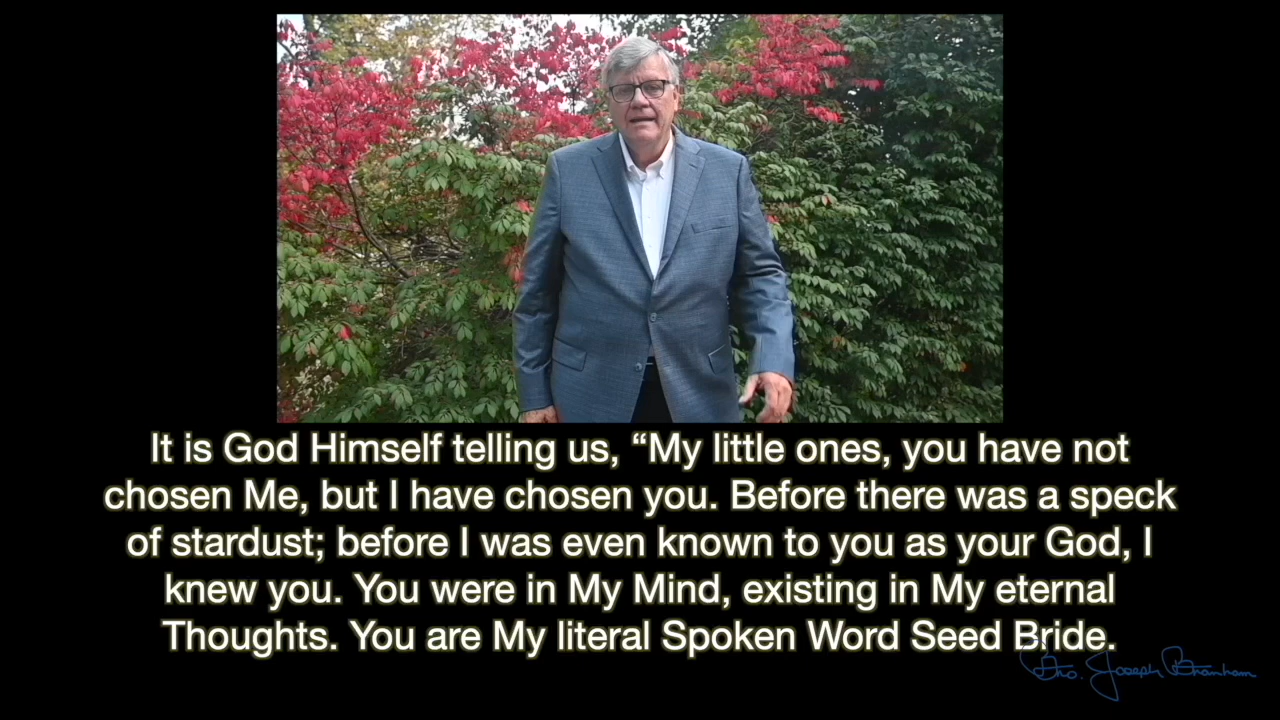 It is God Himself telling us, “My little ones, you have not
chosen Me, but I have chosen you. Before there was a speck
of stardust; before I was even known to you as your God, I
knew you. You were in My Mind, existing in My eternal
Thoughts. You are My literal Spoken Word Seed Bride.
Bro. Joseph Branham